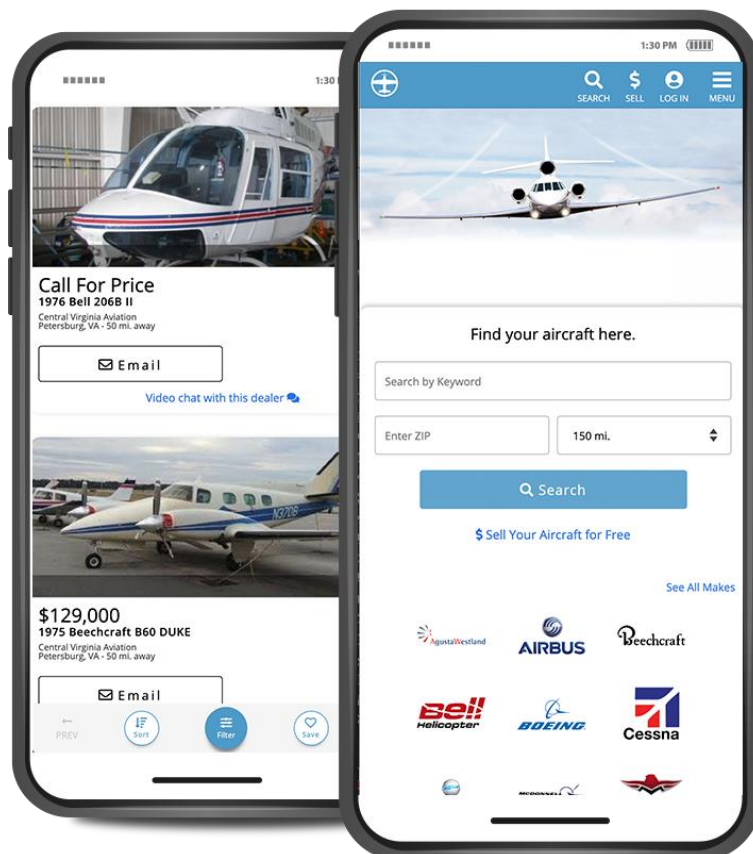 1:30
Call For Price
1976 Bell 206B II
Central Virginia Aviation
Petersburg, VA - 50 mi. away
Email
Video chat with this dealer
N37DB
$129,000
1975 Beechcraft B60 DUKE
Central Virginia Aviation
Petersburg, VA - 50 mi. away
Email
PREV
Sort
Filter
Save
1:30 PM
SEARCH
$
SELL
LOG IN
MENU
Find your aircraft here.
Search by Keyword
Enter ZIP
150 mi.
Search
$ Sell Your Aircraft for Free
See All Makes
AgustaWestland
AIRBUS
Beechcraft
Bell
Helicopter
BOEING
Cessna
MCDONNELL